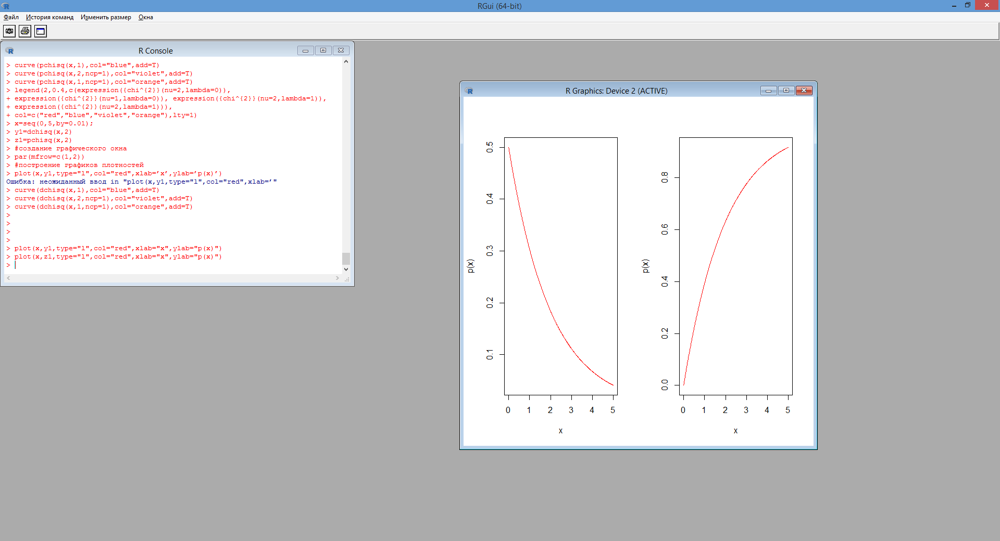 RGui (64-bit)
Файл История команд Изменить размер Окна
R Console
> curve(pchisq(x,1),col="blue",add=T)
> curve(pchisq(x,2,ncp=1),col="violet",add=T)
> curve(pchisq(x,1,ncp=1),col="orange",add=T)
> legend(2,0.4,c(expression({chi^{2}}(nu=2,lambda=0)),
+ expression({chi^{2}}(nu=1,lambda=0)), expression({chi^{2}}(nu=2,lambda=1)),
+ expression({chi^{2}}(nu=2,lambda=1))),
+ col=c("red","blue","violet","orange"),lty=1)
> x=seq(0,5,by=0.01);
> y1=dchisq(x,2)
> z1=pchisq(x,2)
> #создание графического окна
> par(mfrow=c(1,2))
> #построение графиков плотностей
> plot(x,y1,type="l",col="red",xlab=’x’,ylab=’p(x)’)
Ошибка: неожиданный ввод in "plot(x,y1,type="l",col="red",xlab=’"
> curve(dchisq(x,1),col="blue",add=T)
> curve(dchisq(x,2,ncp=1),col="violet",add=T)
> curve(dchisq(x,1,ncp=1),col="orange",add=T)
>
>
>
>
> plot(x,y1,type="l",col="red",xlab="x",ylab="p(x)")
> plot(x,z1,type="l",col="red",xlab="x",ylab="p(x)")
>
R Graphics: Device 2 (ACTIVE)
0.5
0.4
0.3
0.2
0.1
p(x)
0 1 2 3 4 5
x
0.8
0.6
0.4
0.2
0.0
p(x)
0 1 2 3 4 5
x